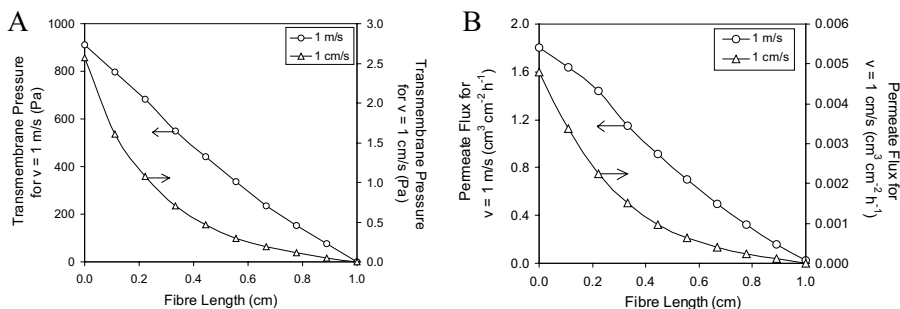 A
Transmembrane Pressure
for v = 1 m/s (Pa)
1000
800
600
400
200
0
0.0 0.2 0.4 0.6 0.8 1.0
Fibre Length (cm)
1 m/s
1 cm/s
3.0
2.5
2.0
1.5
1.0
0.5
0.0
Transmembrane Pressure
for v = 1 cm/s (Pa)
B
Permeate Flux for
v = 1 m/s (cm³ cm⁻² h⁻¹)
2.0
1.6
1.2
0.8
0.4
0.0
0.0 0.2 0.4 0.6 0.8 1.0
Fibre Length (cm)
1 m/s
1 cm/s
0.006
0.005
0.004
0.003
0.002
0.001
0.000
Permeate Flux for
v = 1 cm/s (cm³ cm⁻² h⁻¹)